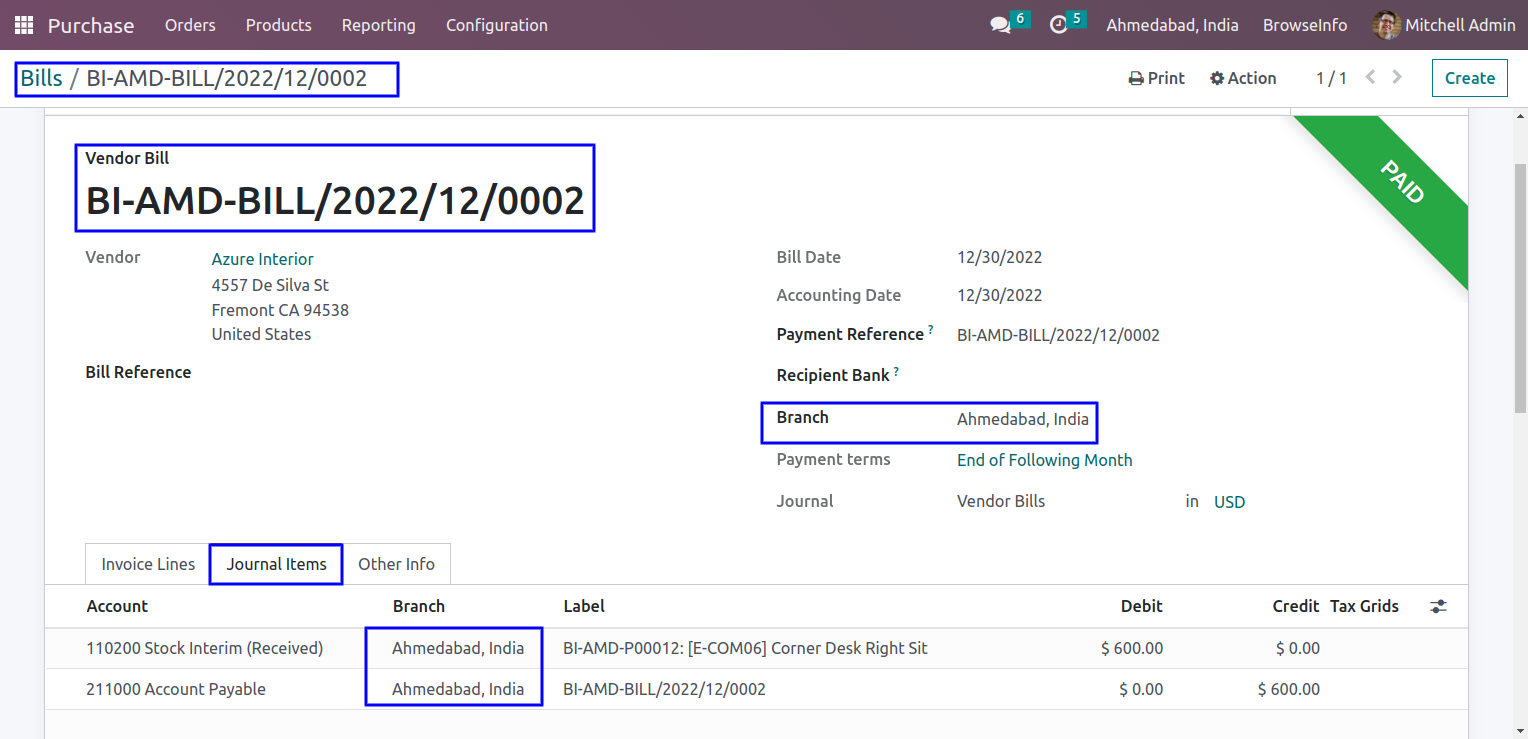 Purchase Orders Products Reporting Configuration 6 5 Ahmedabad, India BrowseInfo Mitchell Admin
Bills / BI-AMD-BILL/2022/12/0002 Print Action 1 / 1 Create
PAID
Vendor Bill
BI-AMD-BILL/2022/12/0002
Vendor Azure Interior
4557 De Silva St
Fremont CA 94538
United States
Bill Reference
Bill Date 12/30/2022
Accounting Date 12/30/2022
Payment Reference ? BI-AMD-BILL/2022/12/0002
Recipient Bank ?
Branch Ahmedabad, India
Payment terms End of Following Month
Journal Vendor Bills in USD
Invoice Lines Journal Items Other Info
Account Branch Label Debit Credit Tax Grids
110200 Stock Interim (Received) Ahmedabad, India BI-AMD-P00012: [E-COM06] Corner Desk Right Sit $ 600.00 $ 0.00
211000 Account Payable Ahmedabad, India BI-AMD-BILL/2022/12/0002 $ 0.00 $ 600.00